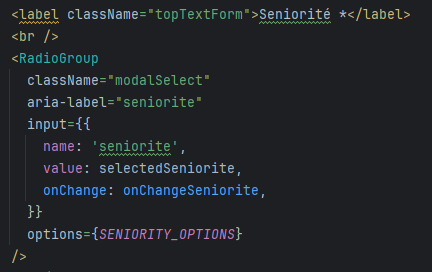 <label className="topTextForm">Seniorité *</label>
<br />
<RadioGroup
className="modalSelect"
aria-label="seniorite"
input={{
name: 'seniorite',
value: selectedSeniorite,
onChange: onChangeSeniorite,
}}
options={SENIORITY_OPTIONS}
/>